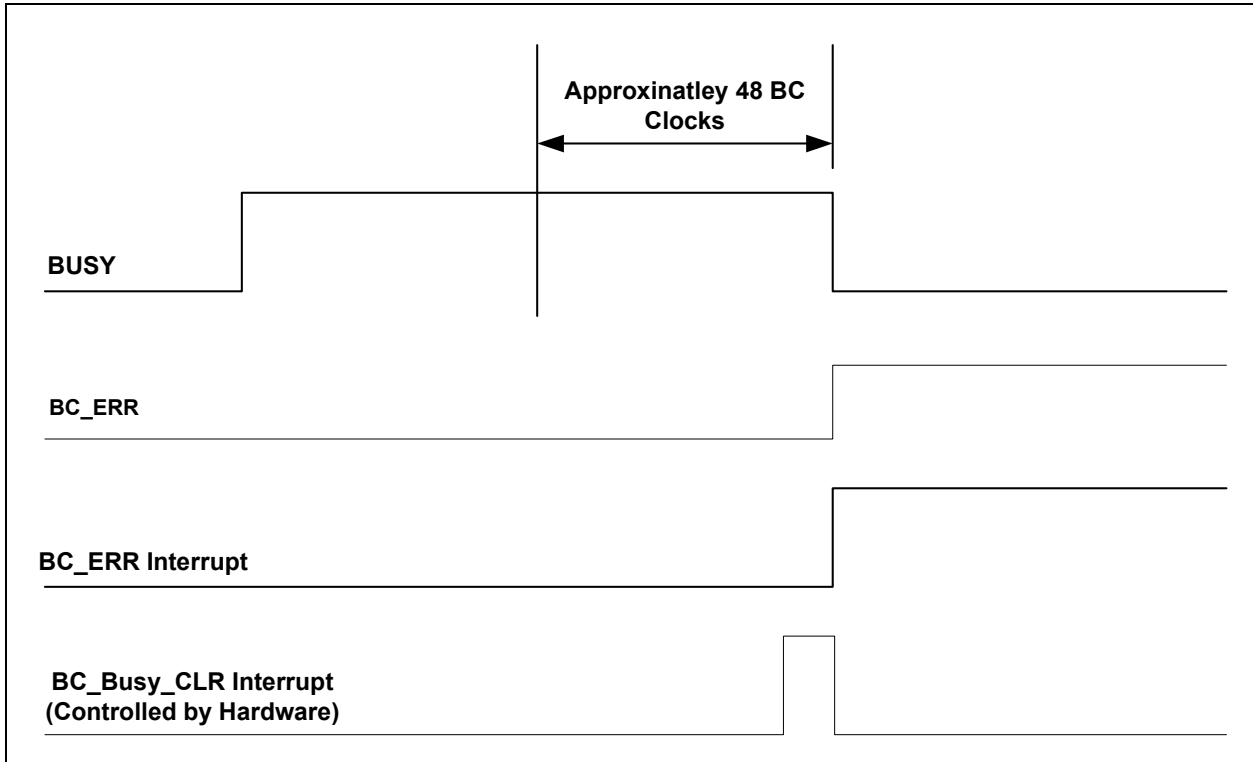 Approxinatley 48 BC
Clocks
BUSY
BC_ERR
BC_ERR Interrupt
BC_Busy_CLR Interrupt
(Controlled by Hardware)